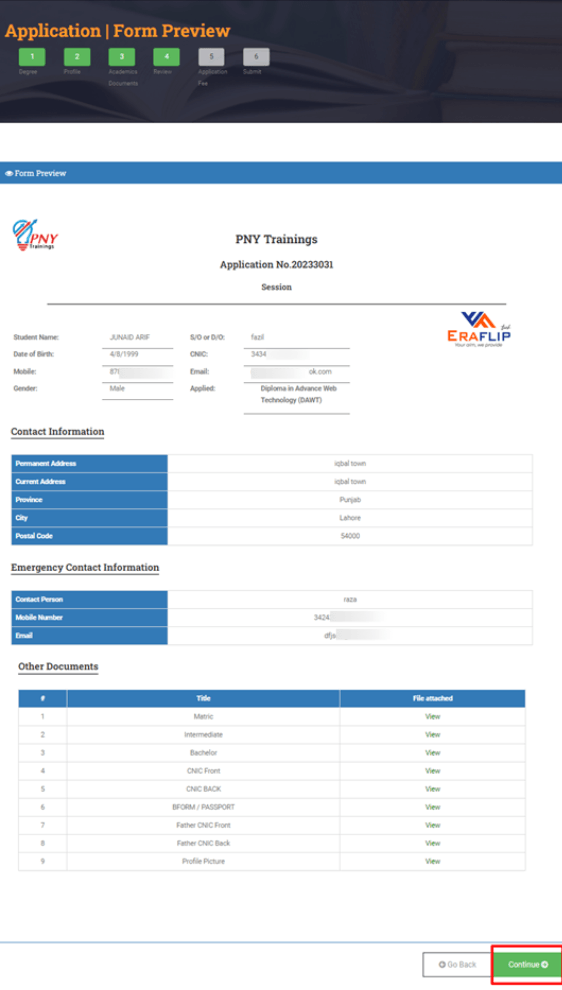 Application | Form Preview
1 2 3 4 5 6
Degree Profile Academics Documents Review Application Fee Submit
Form Preview
PNY Trainings
PNY Trainings
Application No.20233031
Session
EraFlip
Your aim, we provide
Student Name: JUNAID ARIF S/O or D/O: fazil
Date of Birth: 4/8/1999 CNIC: 3434
Mobile: Email: ok.com
Gender: Male Applied: Diploma in Advance Web
Technology (DAWT)
Contact Information
Permanent Address iqbal town
Current Address iqbal town
Province Punjab
City Lahore
Postal Code 54000
Emergency Contact Information
Contact Person raza
Mobile Number 3424
Email dfjs
Other Documents
# Title File attached
1 Matric View
2 Intermediate View
3 Bachelor View
4 CNIC Front View
5 CNIC BACK View
6 BFORM / PASSPORT View
7 Father CNIC Front View
8 Father CNIC Back View
9 Profile Picture View
Go Back Continue